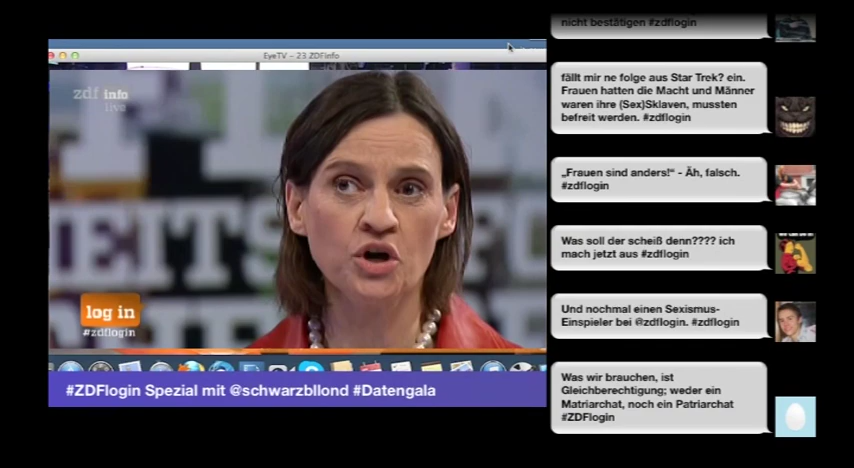 nicht bestätigen #zdflogin
EyeTV – 23 ZDFinfo
zdf info
live
fällt mir ne folge aus Star Trek? ein.
Frauen hatten die Macht und Männer
waren ihre (Sex)Sklaven, mussten
befreit werden. #zdflogin
„Frauen sind anders!“ - Äh, falsch.
#zdflogin
Was soll der scheiß denn???? ich
mach jetzt aus #zdflogin
log in
#zdflogin
Und nochmal einen Sexismus-
Einspieler bei @zdflogin. #zdflogin
Was wir brauchen, ist
Gleichberechtigung; weder ein
Matriarchat, noch ein Patriarchat
#ZDFlogin
#ZDFlogin Spezial mit @schwarzbllond #Datengala